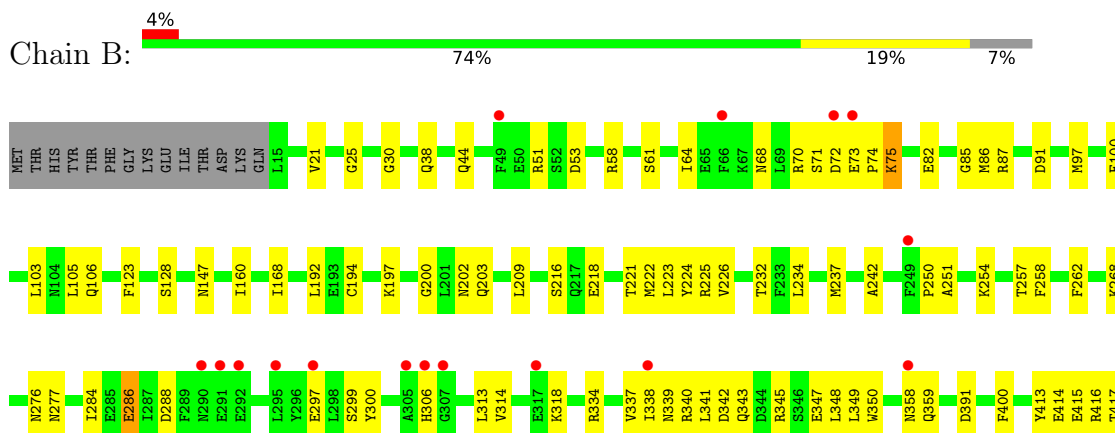 4%
Chain B:
74% 19% 7%
MET THR HIS TYR THR PHE GLY LYS GLU ILE THR ASP LYS GLN L15 V21 G25 G30 Q38 Q44 F49 E50 R51 S52 D53 R58 S61 I64 E65 F66 K67 N68 L69 R70 S71 D72 E73 P74 K75 E82 G85 M86 R87 D91 M97
L103 N104 L105 Q106 F123 S128 N147 I160 I168 L192 E193 C194 K197 G200 L201 N202 Q203 L209 S216 Q217 E218 T221 M222 L223 Y224 R225 V226 T232 F233 L234 M237 A242 F249 P250 A251 K254 T257 F258 F262 K268
N276 N277 I284 E285 E286 I287 D288 F289 N290 E291 E292 L295 Y296 E297 L298 S299 Y300 A305 H306 G307 L313 V314 E317 K318 R334 V337 I338 N339 R340 L341 D342 Q343 D344 R345 S346 E347 L348 L349 W350 N358 Q359 D391 F400 Y413 E414 E415 R416